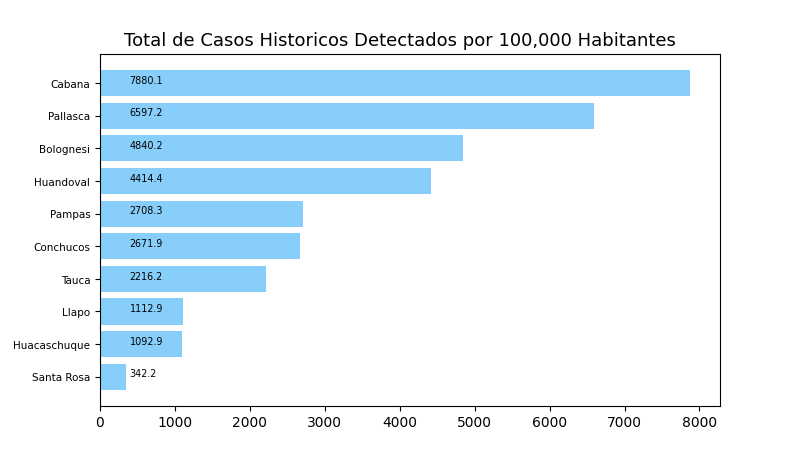 Total de Casos Historicos Detectados por 100,000 Habitantes
Cabana 7880.1
Pallasca 6597.2
Bolognesi 4840.2
Huandoval 4414.4
Pampas 2708.3
Conchucos 2671.9
Tauca 2216.2
Llapo 1112.9
Huacaschuque 1092.9
Santa Rosa 342.2
0 1000 2000 3000 4000 5000 6000 7000 8000